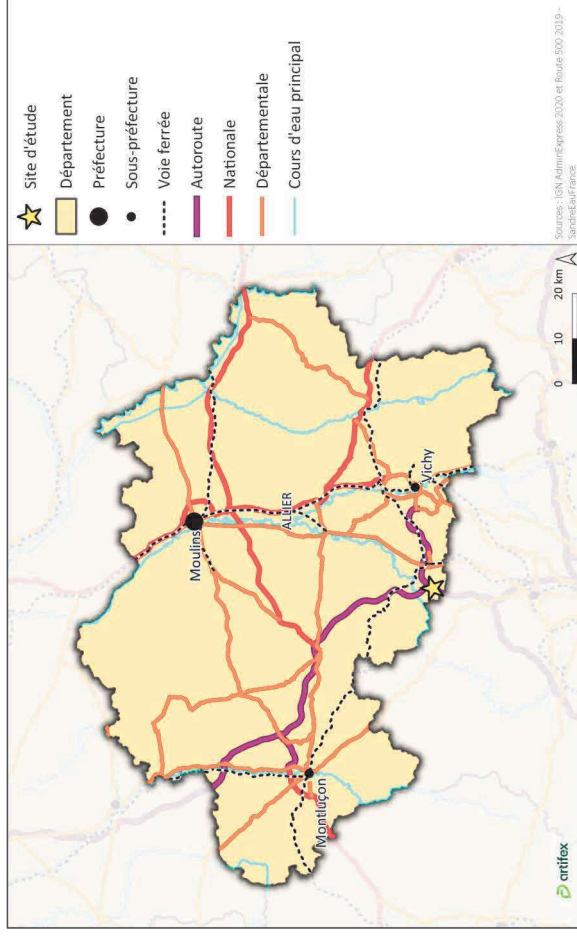 Moulins
ALLIER
Vichy
Montluçon
Site d'étude
Département
Préfecture
Sous-préfecture
Voie ferrée
Autoroute
Nationale
Départementale
Cours d'eau principal
artifex
0 10 20 km
Sources : IGN AdminExpress 2020 et Route 500 2019 -
SandreEauFrance